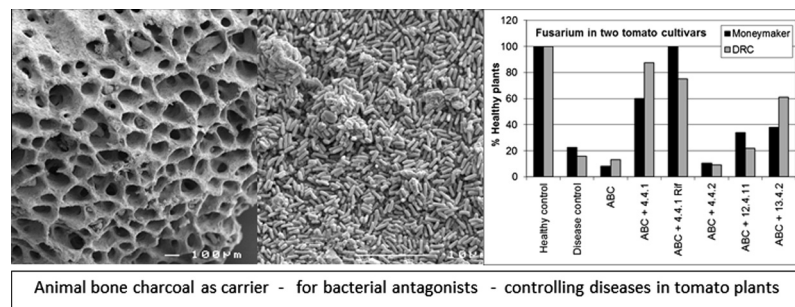 Fusarium in two tomato cultivars
Moneymaker
DRC
% Healthy plants
120
100
80
60
40
20
0
Healthy control
Disease control
ABC
ABC + 4.4.1
ABC + 4.4.1 Rif
ABC + 4.4.2
ABC + 12.4.11
ABC + 13.4.2
100µm
10µm
Animal bone charcoal as carrier - for bacterial antagonists - controlling diseases in tomato plants